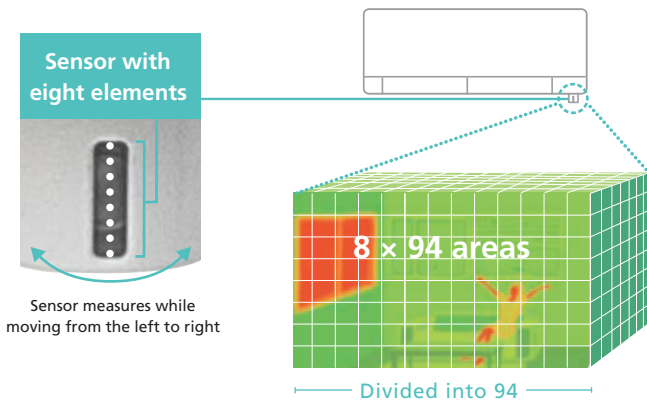 Sensor with
eight elements
8 × 94 areas
Sensor measures while
moving from the left to right
Divided into 94